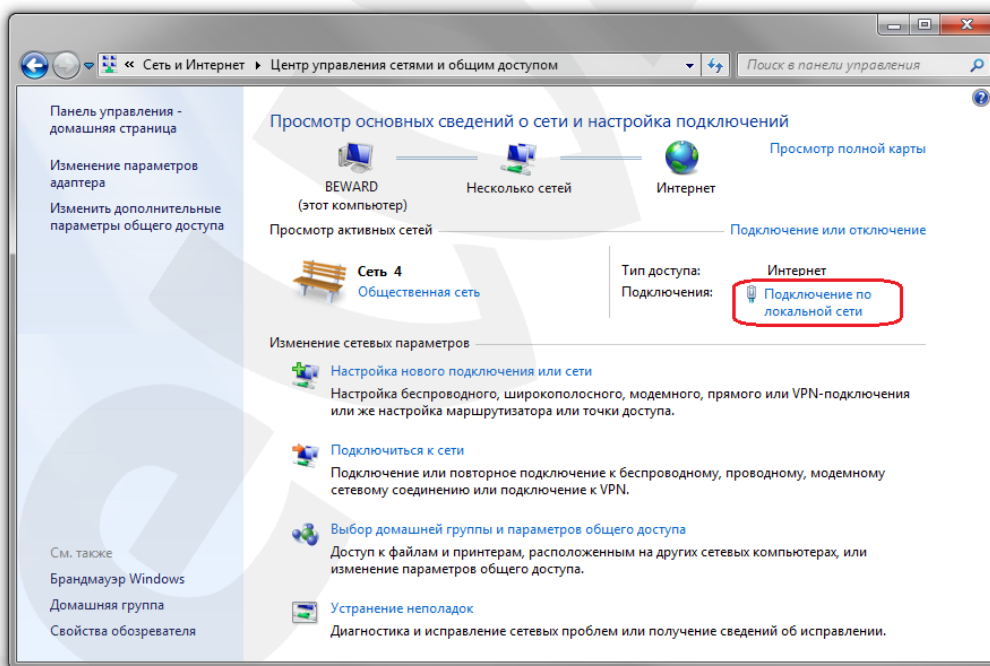 « Сеть и Интернет ▸ Центр управления сетями и общим доступом
Поиск в панели управления
Панель управления -
домашняя страница
Изменение параметров
адаптера
Изменить дополнительные
параметры общего доступа
См. также
Брандмауэр Windows
Домашняя группа
Свойства обозревателя
Просмотр основных сведений о сети и настройка подключений
Просмотр полной карты
BEWARD
(этот компьютер)
Несколько сетей
Интернет
Просмотр активных сетей
Подключение или отключение
Сеть 4
Общественная сеть
Тип доступа: Интернет
Подключения: Подключение по
локальной сети
Изменение сетевых параметров
Настройка нового подключения или сети
Настройка беспроводного, широкополосного, модемного, прямого или VPN-подключения
или же настройка маршрутизатора или точки доступа.
Подключиться к сети
Подключение или повторное подключение к беспроводному, проводному, модемному
сетевому соединению или подключение к VPN.
Выбор домашней группы и параметров общего доступа
Доступ к файлам и принтерам, расположенным на других сетевых компьютерах, или
изменение параметров общего доступа.
Устранение неполадок
Диагностика и исправление сетевых проблем или получение сведений об исправлении.